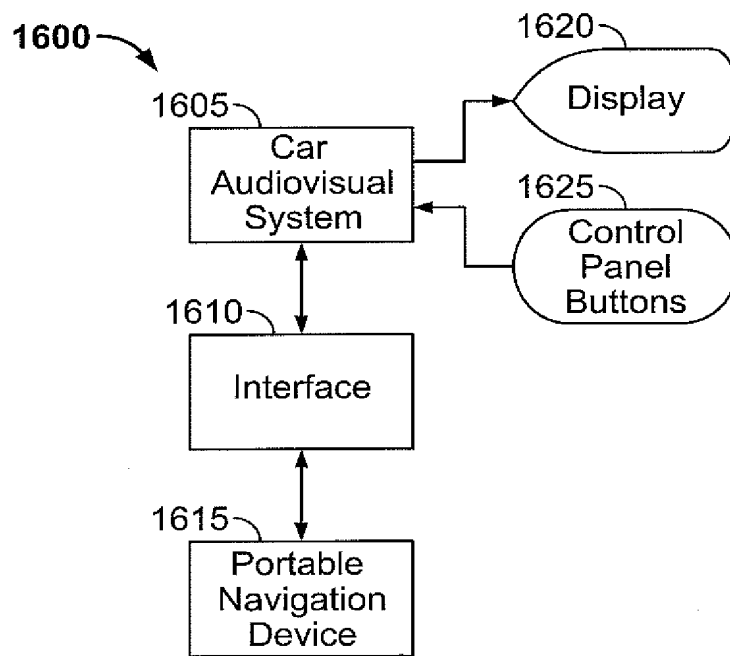 1600
1605
Car
Audiovisual
System
1620
Display
1625
Control
Panel
Buttons
1610
Interface
1615
Portable
Navigation
Device